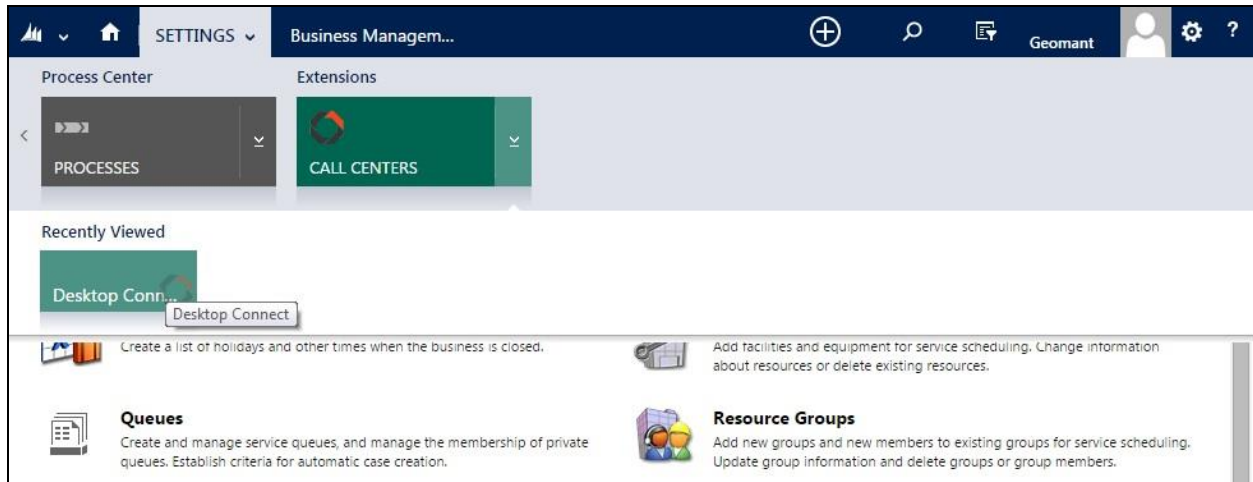 SETTINGS
Business Managem...
Geomant
?
Process Center
Extensions
PROCESSES
CALL CENTERS
Recently Viewed
Desktop Conn...
Desktop Connect
Create a list of holidays and other times when the business is closed.
Add facilities and equipment for service scheduling. Change information
about resources or delete existing resources.
Queues
Create and manage service queues, and manage the membership of private
queues. Establish criteria for automatic case creation.
Resource Groups
Add new groups and new members to existing groups for service scheduling.
Update group information and delete groups or group members.